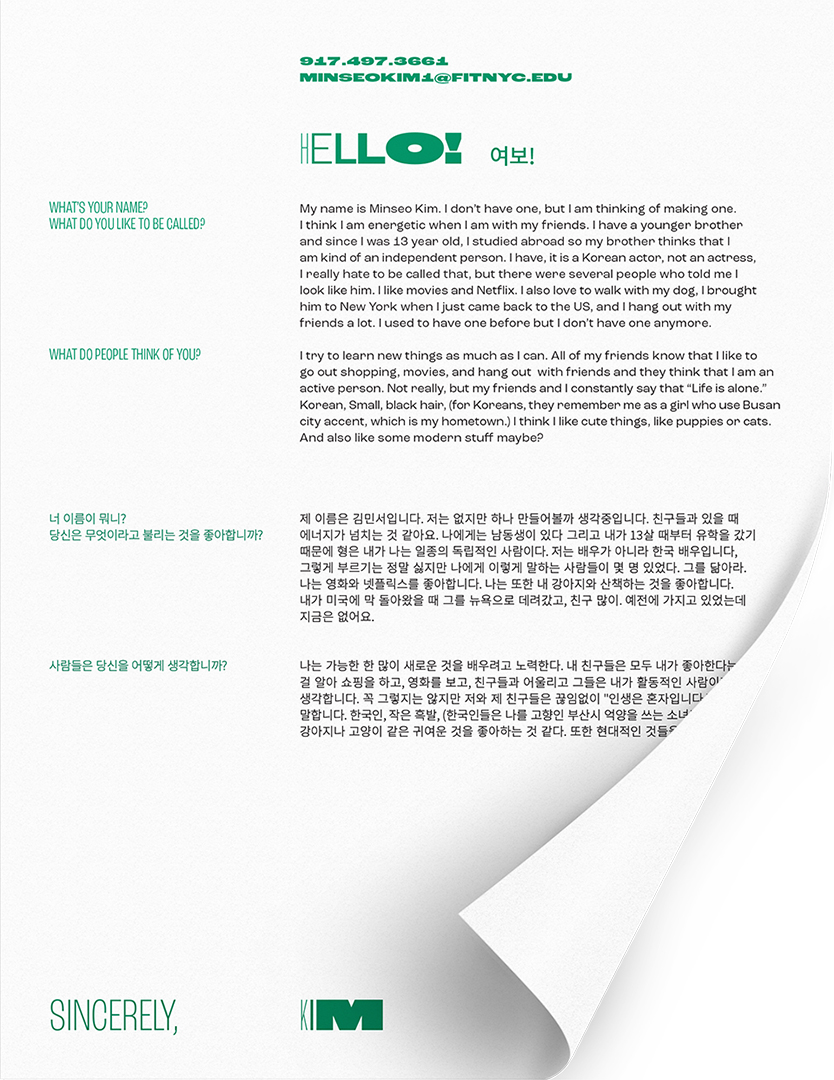 917.497.3661
MINSEOKIM1@FITNYC.EDU
HELLO! 여보!
WHAT'S YOUR NAME?
WHAT DO YOU LIKE TO BE CALLED?
My name is Minseo Kim. I don't have one, but I am thinking of making one.
I think I am energetic when I am with my friends. I have a younger brother
and since I was 13 year old, I studied abroad so my brother thinks that I
am kind of an independent person. I have, it is a Korean actor, not an actress,
I really hate to be called that, but there were several people who told me I
look like him. I like movies and Netflix. I also love to walk with my dog, I brought
him to New York when I just came back to the US, and I hang out with my
friends a lot. I used to have one before but I don't have one anymore.
WHAT DO PEOPLE THINK OF YOU?
I try to learn new things as much as I can. All of my friends know that I like to
go out shopping, movies, and hang out with friends and they think that I am an
active person. Not really, but my friends and I constantly say that “Life is alone.”
Korean, Small, black hair, (for Koreans, they remember me as a girl who use Busan
city accent, which is my hometown.) I think I like cute things, like puppies or cats.
And also like some modern stuff maybe?
너 이름이 뭐니?
당신은 무엇이라고 불리는 것을 좋아합니까?
제 이름은 김민서입니다. 저는 없지만 하나 만들어볼까 생각중입니다. 친구들과 있을 때
에너지가 넘치는 것 같아요. 나에게는 남동생이 있다 그리고 내가 13살 때부터 유학을 갔기
때문에 형은 내가 나는 일종의 독립적인 사람이다. 저는 배우가 아니라 한국 배우입니다,
그렇게 부르기는 정말 싫지만 나에게 이렇게 말하는 사람들이 몇 명 있었다. 그를 닮아라.
나는 영화와 넷플릭스를 좋아합니다. 나는 또한 내 강아지와 산책하는 것을 좋아합니다.
내가 미국에 막 돌아왔을 때 그를 뉴욕으로 데려갔고, 친구 많이. 예전에 가지고 있었는데
지금은 없어요.
사람들은 당신을 어떻게 생각합니까?
나는 가능한 한 많이 새로운 것을 배우려고 노력한다. 내 친구들은 모두 내가 좋아한다는
걸 알아 쇼핑을 하고, 영화를 보고, 친구들과 어울리고 그들은 내가 활동적인
생각합니다. 꼭 그렇지는 않지만 저와 제 친구들은 끊임없이 "인생은 혼자입니다
말합니다. 한국인, 작은 흑발, (한국인들은 나를 고향인 부산시 억양을 쓰는
강아지나 고양이 같은 귀여운 것을 좋아하는 것 같다. 또한 현대적인
SINCERELY,
KIM